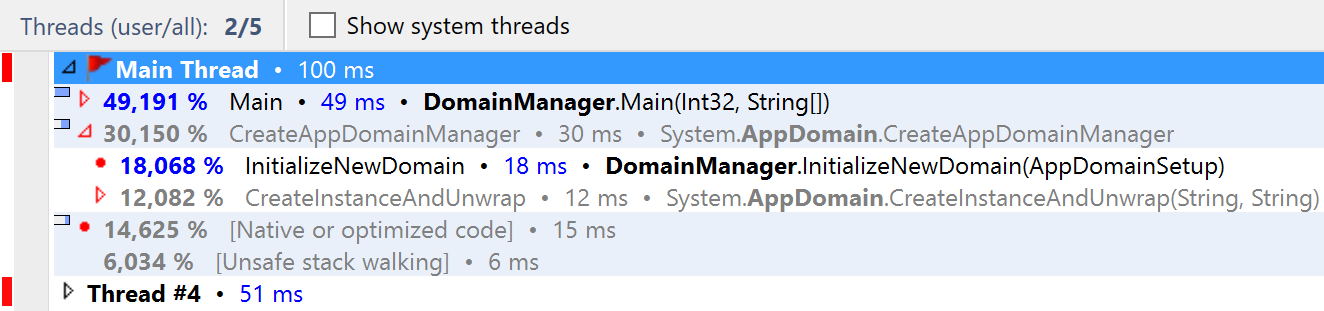 Threads (user/all): 2/5 Show system threads
Main Thread • 100 ms
49,191 % Main • 49 ms • DomainManager.Main(Int32, String[])
30,150 % CreateAppDomainManager • 30 ms • System.AppDomain.CreateAppDomainManager
18,068 % InitializeNewDomain • 18 ms • DomainManager.InitializeNewDomain(AppDomainSetup)
12,082 % CreateInstanceAndUnwrap • 12 ms • System.AppDomain.CreateInstanceAndUnwrap(String, String)
14,625 % [Native or optimized code] • 15 ms
6,034 % [Unsafe stack walking] • 6 ms
Thread #4 • 51 ms